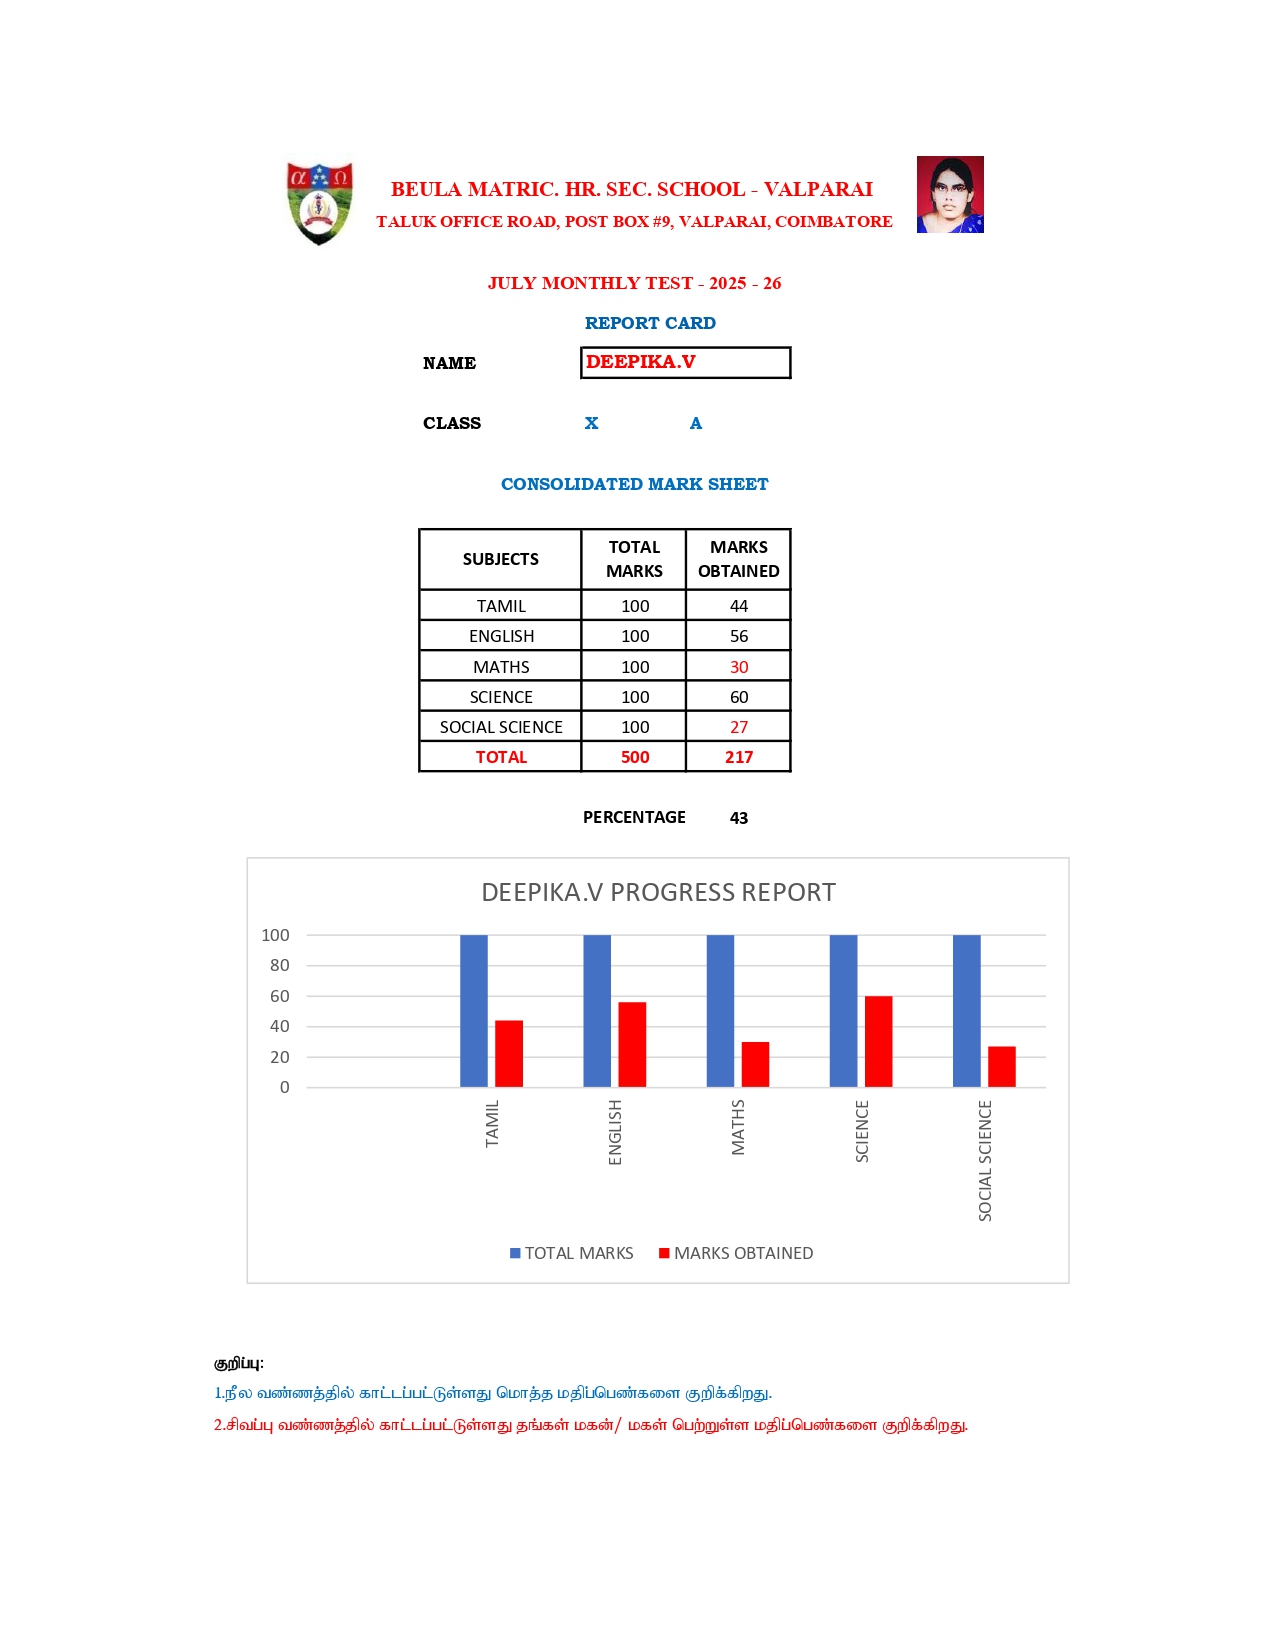 α Ω
BEULA MATRIC. HR. SEC. SCHOOL - VALPARAI
TALUK OFFICE ROAD, POST BOX #9, VALPARAI, COIMBATORE
JULY MONTHLY TEST - 2025 - 26
REPORT CARD
NAME DEEPIKA.V
CLASS X A
CONSOLIDATED MARK SHEET
SUBJECTS TOTAL MARKS MARKS OBTAINED
TAMIL 100 44
ENGLISH 100 56
MATHS 100 30
SCIENCE 100 60
SOCIAL SCIENCE 100 27
TOTAL 500 217
PERCENTAGE 43
DEEPIKA.V PROGRESS REPORT
100
80
60
40
20
0
TAMIL ENGLISH MATHS SCIENCE SOCIAL SCIENCE
TOTAL MARKS MARKS OBTAINED
குறிப்பு:
1.நீல வண்ணத்தில் காட்டப்பட்டுள்ளது மொத்த மதிப்பெண்களை குறிக்கிறது.
2.சிவப்பு வண்ணத்தில் காட்டப்பட்டுள்ளது தங்கள் மகன்/ மகள் பெற்றுள்ள மதிப்பெண்களை குறிக்கிறது.